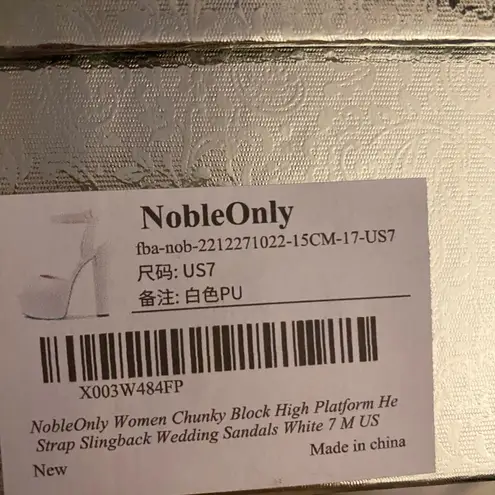 NobleOnly
fba-nob-2212271022-15CM-17-US7
尺码: US7
备注: 白色PU
X003W484FP
NobleOnly Women Chunky Block High Platform He
Strap Slingback Wedding Sandals White 7 M US
New
Made in china